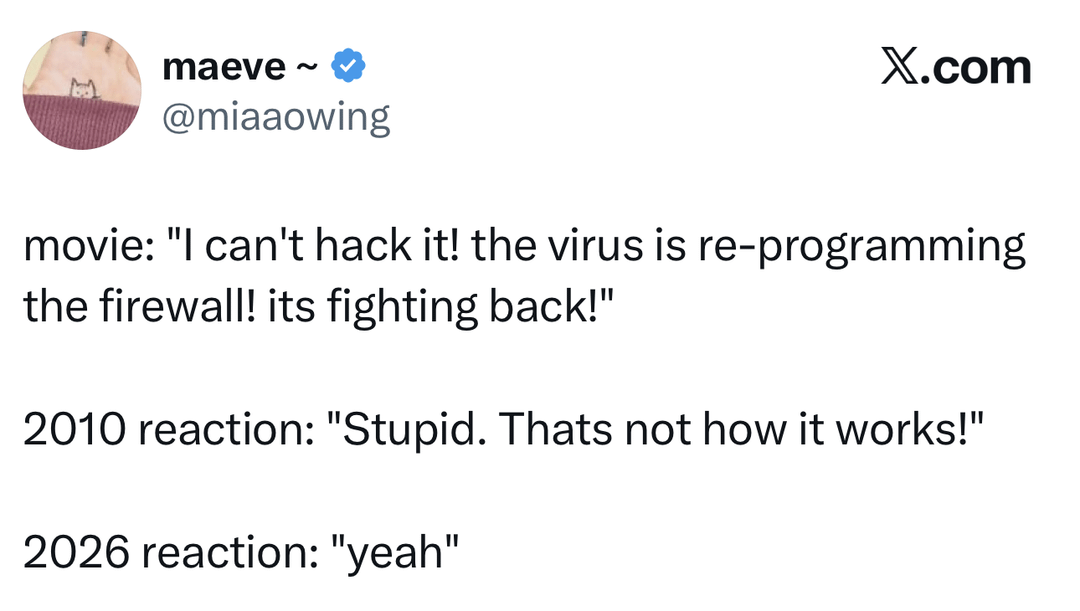 maeve ~
@miaaowing
𝕏.com
movie: "I can't hack it! the virus is re-programming
the firewall! its fighting back!"
2010 reaction: "Stupid. Thats not how it works!"
2026 reaction: "yeah"